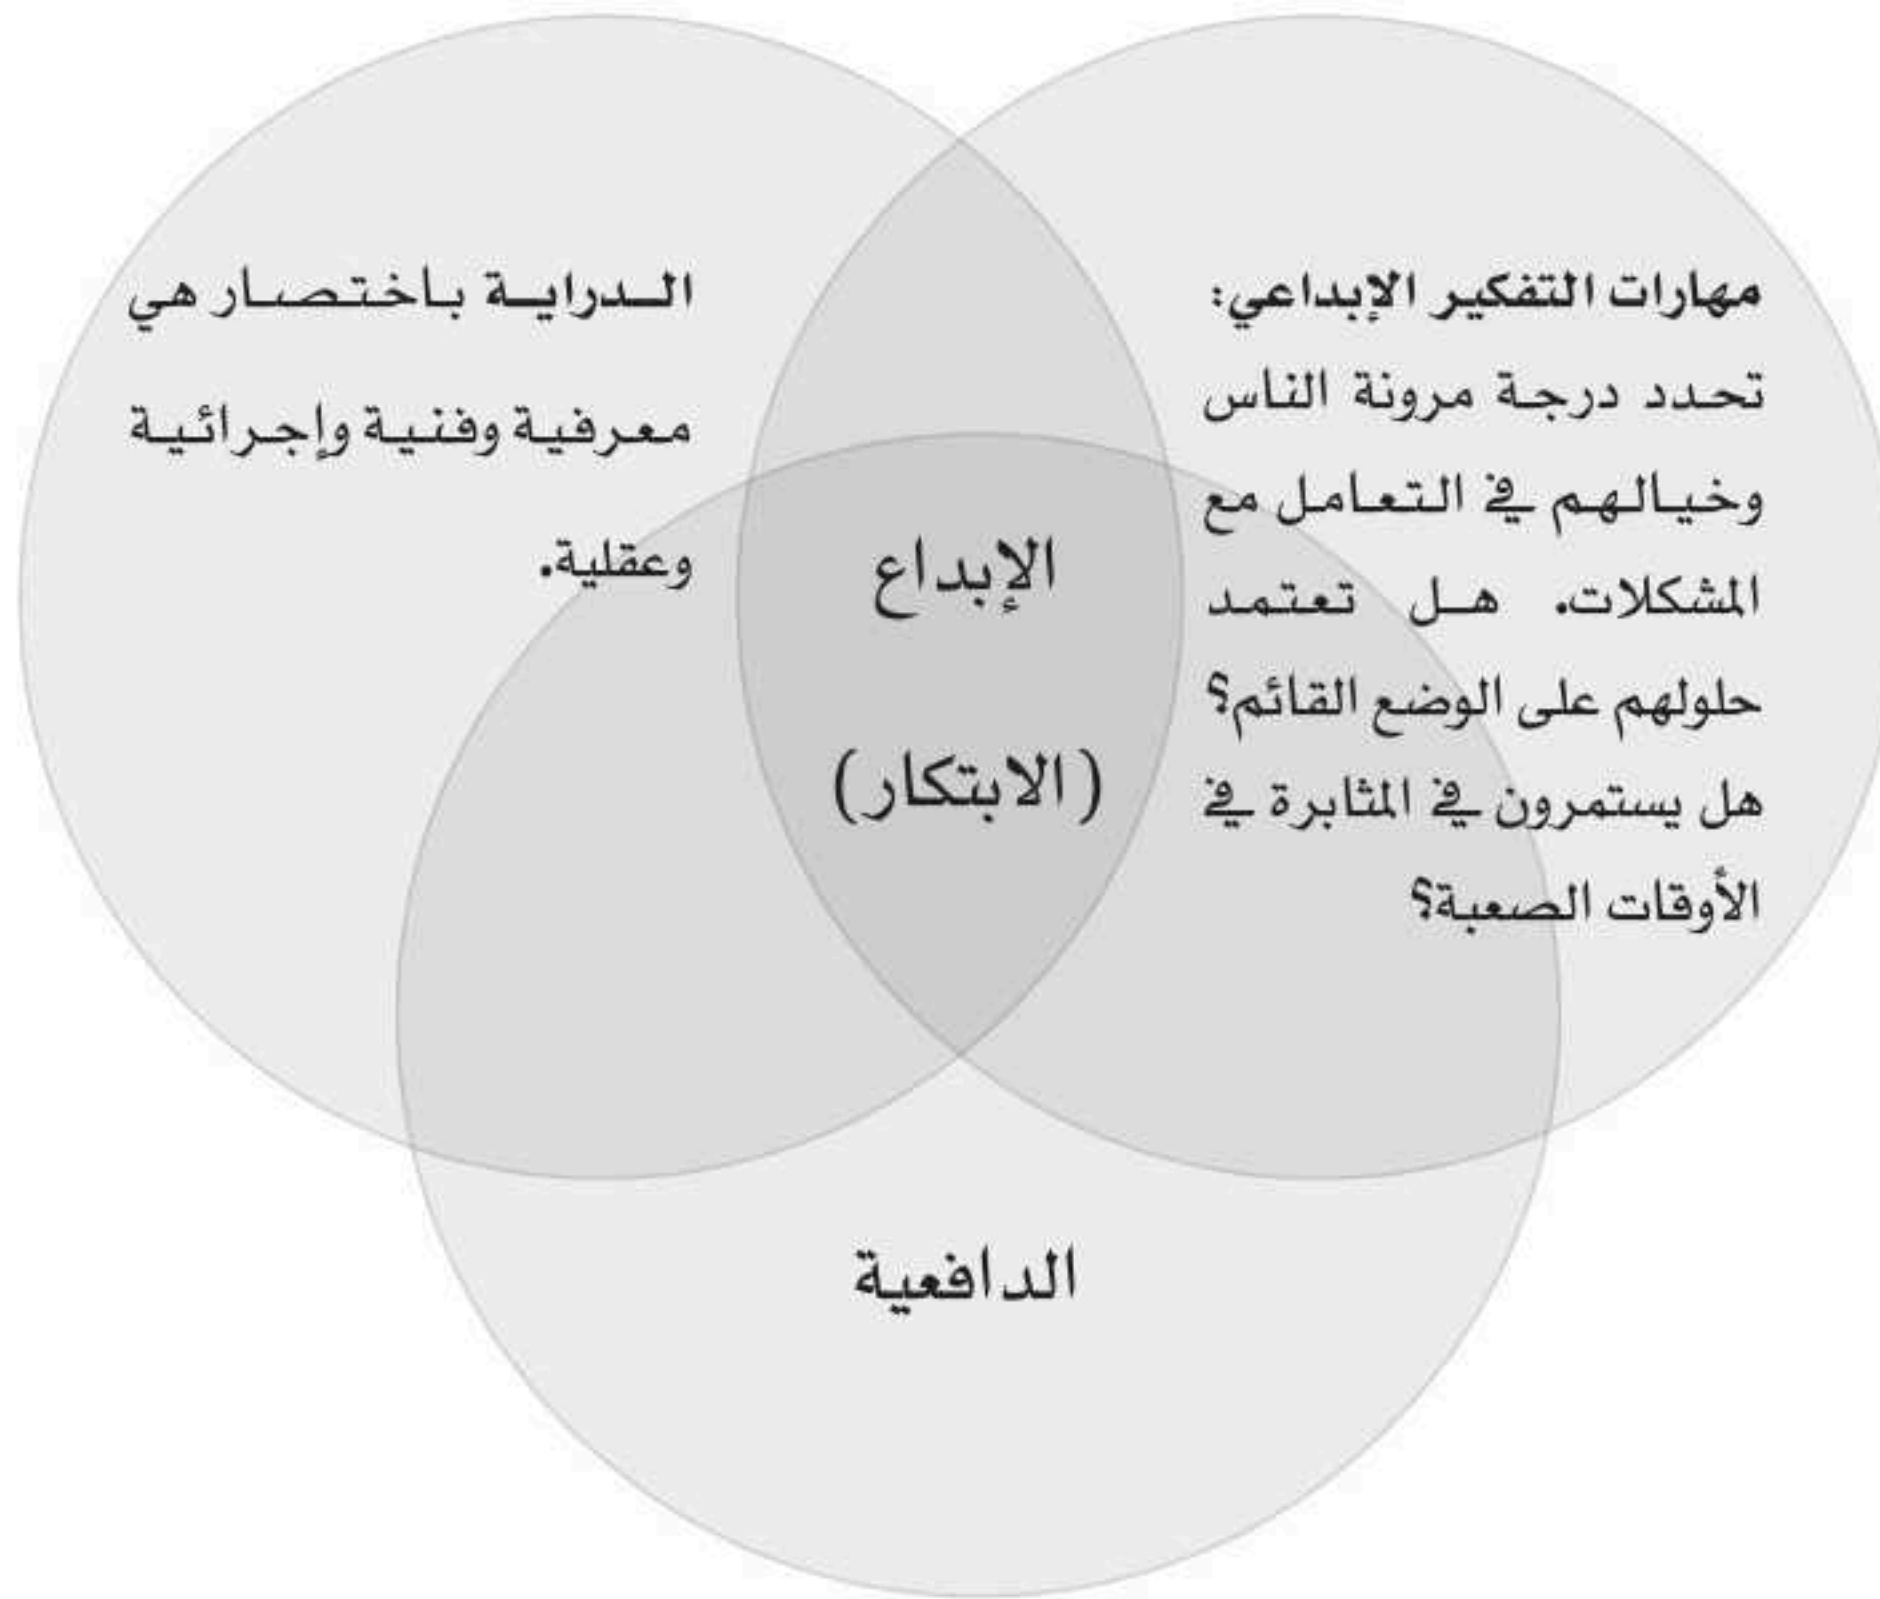 مهارات التفكير الإبداعي:
تحدد درجة مرونة الناس
وخيالهم في التعامل مع
المشكلات. هل تعتمد
حلولهم على الوضع القائم؟
هل يستمرون في المثابرة في
الأوقات الصعبة؟
الدراية باختصار هي
معرفية وفنية وإجرائية
وعقلية.
الإبداع
(الابتكار)
الدافعية